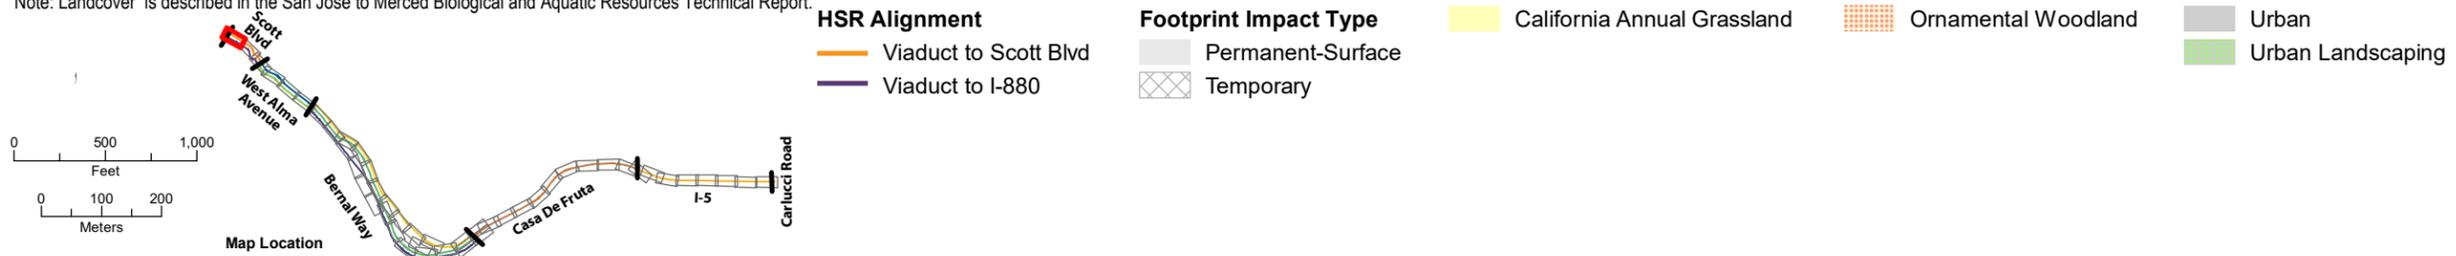 Note: Landcover is described in the San Jose to Merced Biological and Aquatic Resources Technical Report.
Scott
Blvd
West Alma
Avenue
0 500 1,000
Feet
0 100 200
Meters
Bernal Way
Map Location
Casa De Fruta
I-5
Carlucci Road
HSR Alignment
Viaduct to Scott Blvd
Viaduct to I-880
Footprint Impact Type
Permanent-Surface
Temporary
California Annual Grassland
Ornamental Woodland
Urban
Urban Landscaping